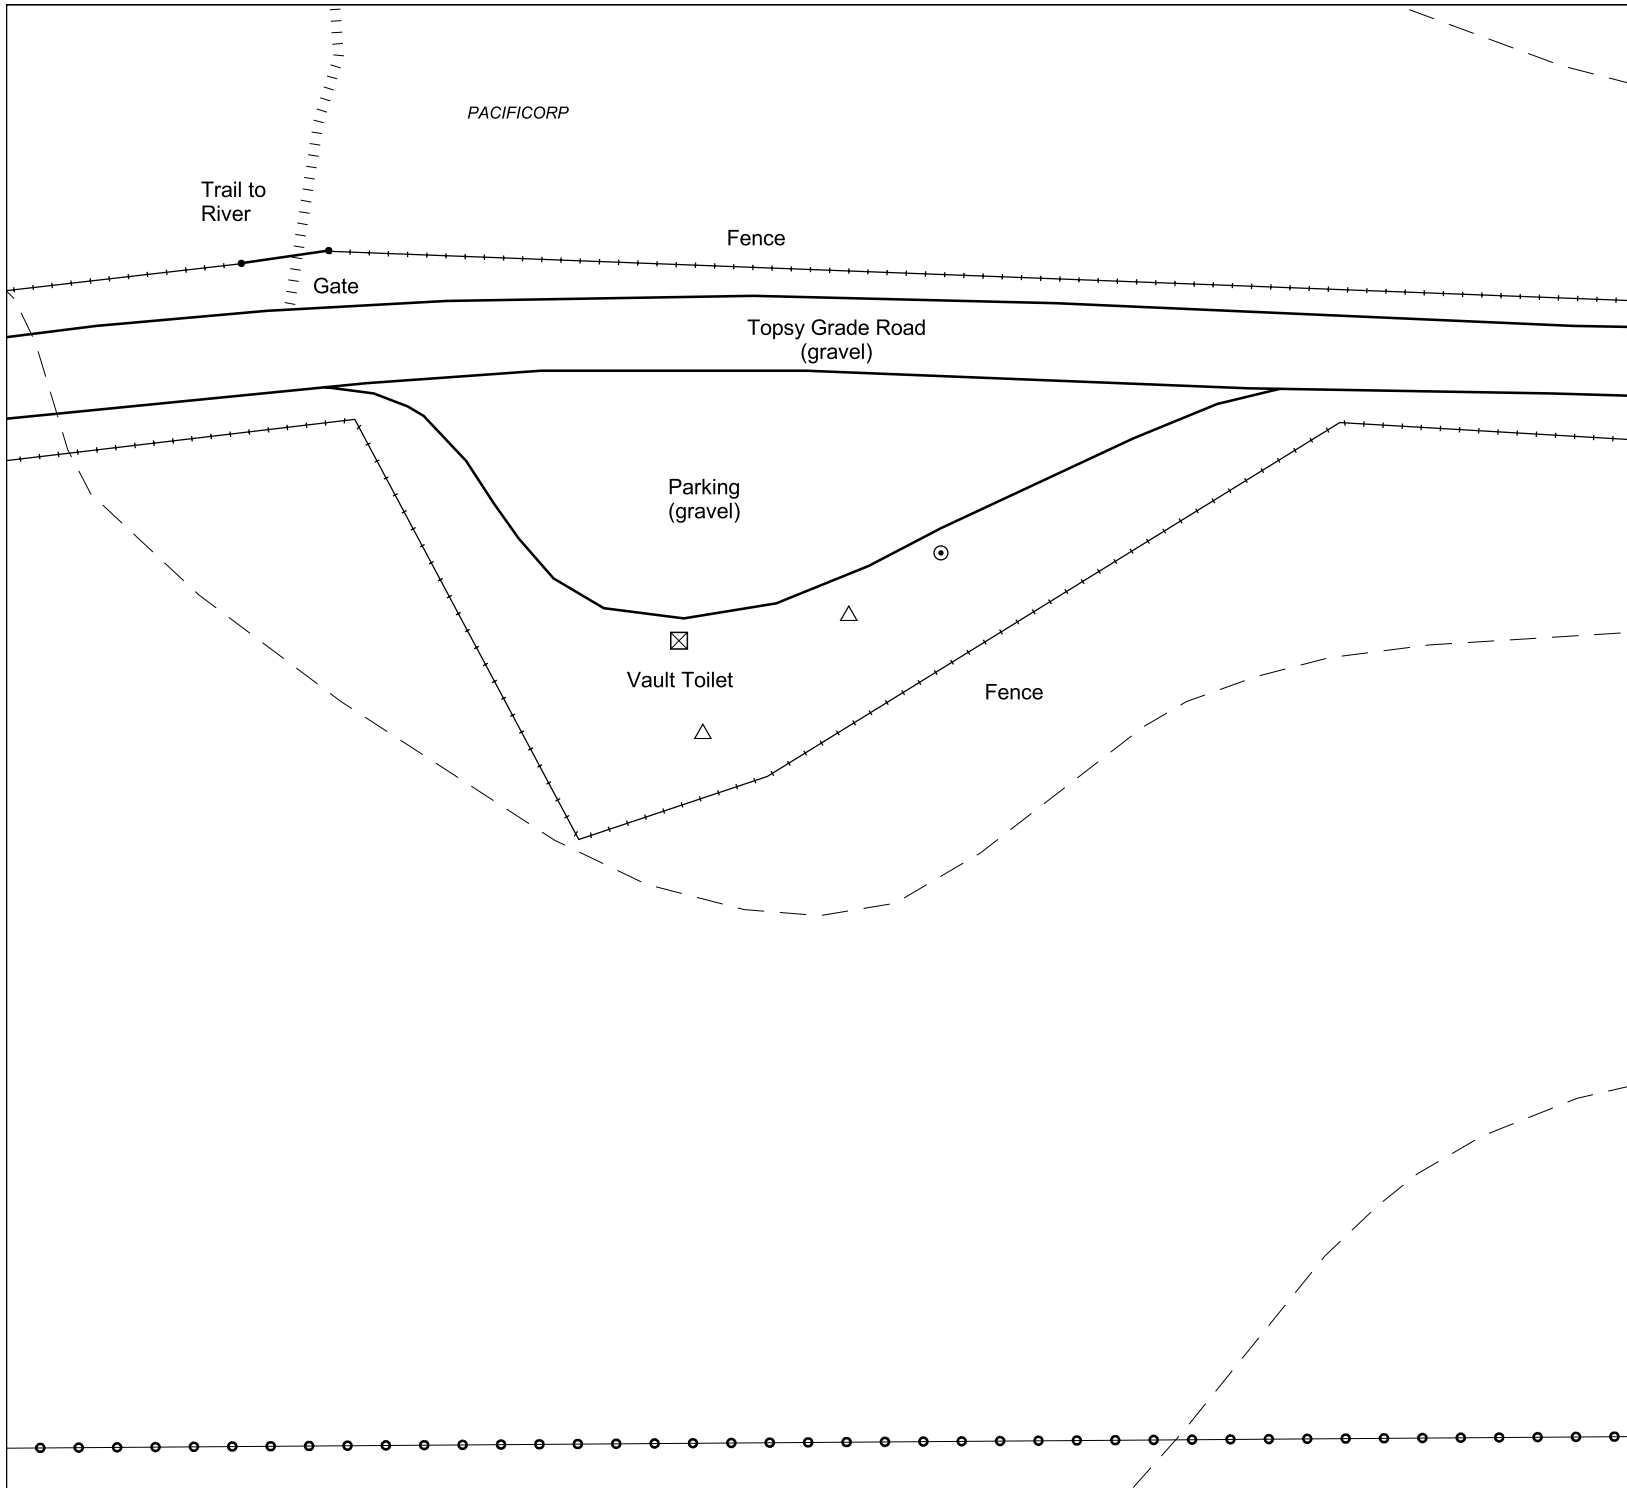 PACIFICORP
Trail to
River
Fence
Gate
Topsy Grade Road
(gravel)
Parking
(gravel)
Vault Toilet
Fence